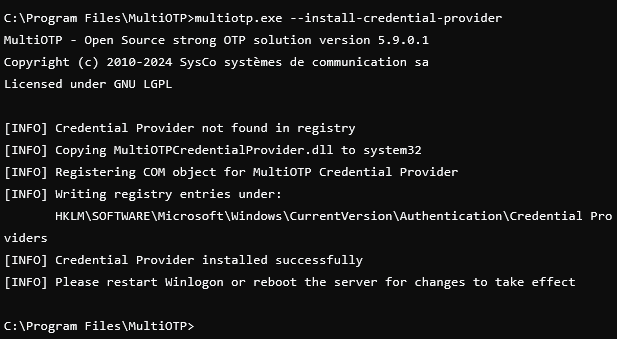 C:\Program Files\MultiOTP>multiotp.exe --install-credential-provider
MultiOTP - Open Source strong OTP solution version 5.9.0.1
Copyright (c) 2010-2024 SysCo systèmes de communication sa
Licensed under GNU LGPL
[INFO] Credential Provider not found in registry
[INFO] Copying MultiOTPCredentialProvider.dll to system32
[INFO] Registering COM object for MultiOTP Credential Provider
[INFO] Writing registry entries under:
HKLM\SOFTWARE\Microsoft\Windows\CurrentVersion\Authentication\Credential Pro
viders
[INFO] Credential Provider installed successfully
[INFO] Please restart Winlogon or reboot the server for changes to take effect
C:\Program Files\MultiOTP>